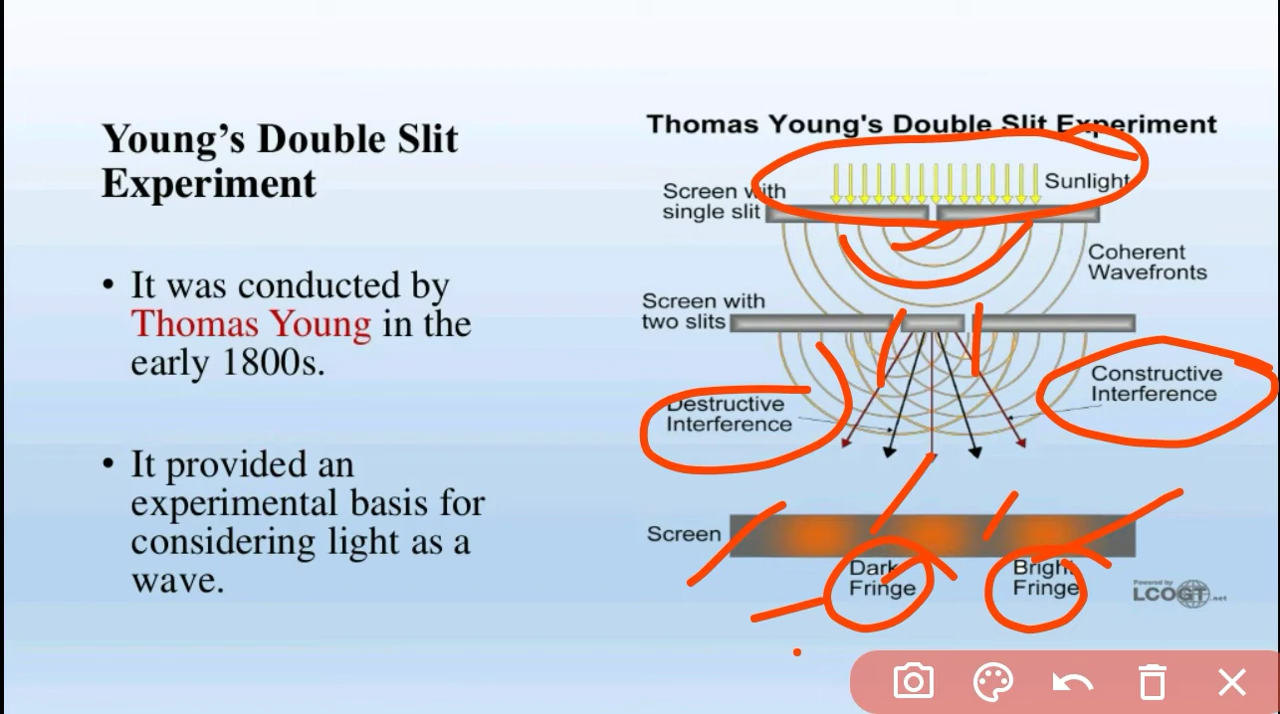 Young's Double Slit
Experiment
• It was conducted by
Thomas Young in the
early 1800s.
• It provided an
experimental basis for
considering light as a
wave.
Thomas Young's Double Slit Experiment
Sunlight
Screen with
single slit
Coherent
Wavefronts
Screen with
two slits
Constructive
Interference
Destructive
Interference
Screen
Dark
Fringe
Bright
Fringe
Powered by
LCOGT.net